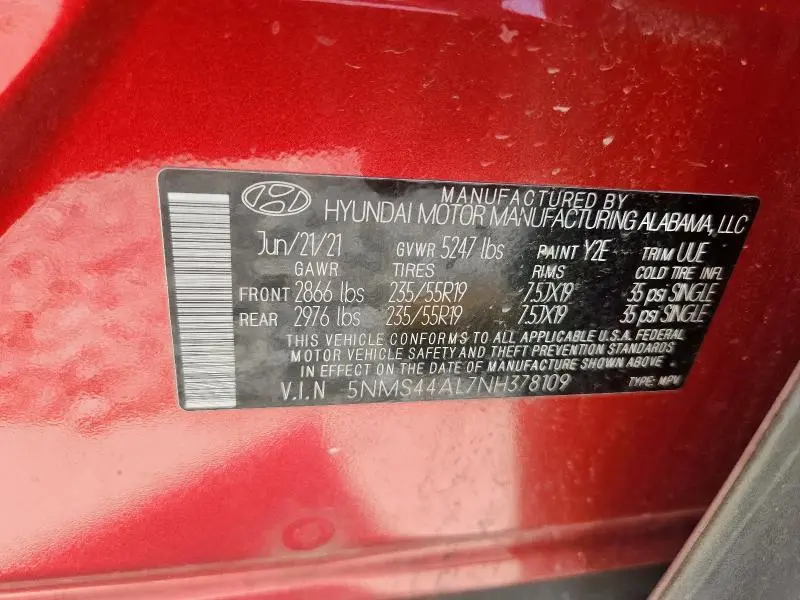 MANUFACTURED BY
HYUNDAI MOTOR MANUFACTURING ALABAMA, LLC
Jun/21/21 GVWR 5247 lbs PAINT Y2E TRIM UUE
GAWR TIRES RIMS COLD TIRE INFL
FRONT 2866 lbs 235/55R19 7.5JX19 35 psi SINGLE
REAR 2976 lbs 235/55R19 7.5JX19 35 psi SINGLE
THIS VEHICLE CONFORMS TO ALL APPLICABLE U.S.A. FEDERAL
MOTOR VEHICLE SAFETY AND THEFT PREVENTION STANDARDS
IN EFFECT ON THE DATE OF MANUFACTURE SHOWN ABOVE
V.I.N 5NMS44AL7NH378109 TYPE: MPV